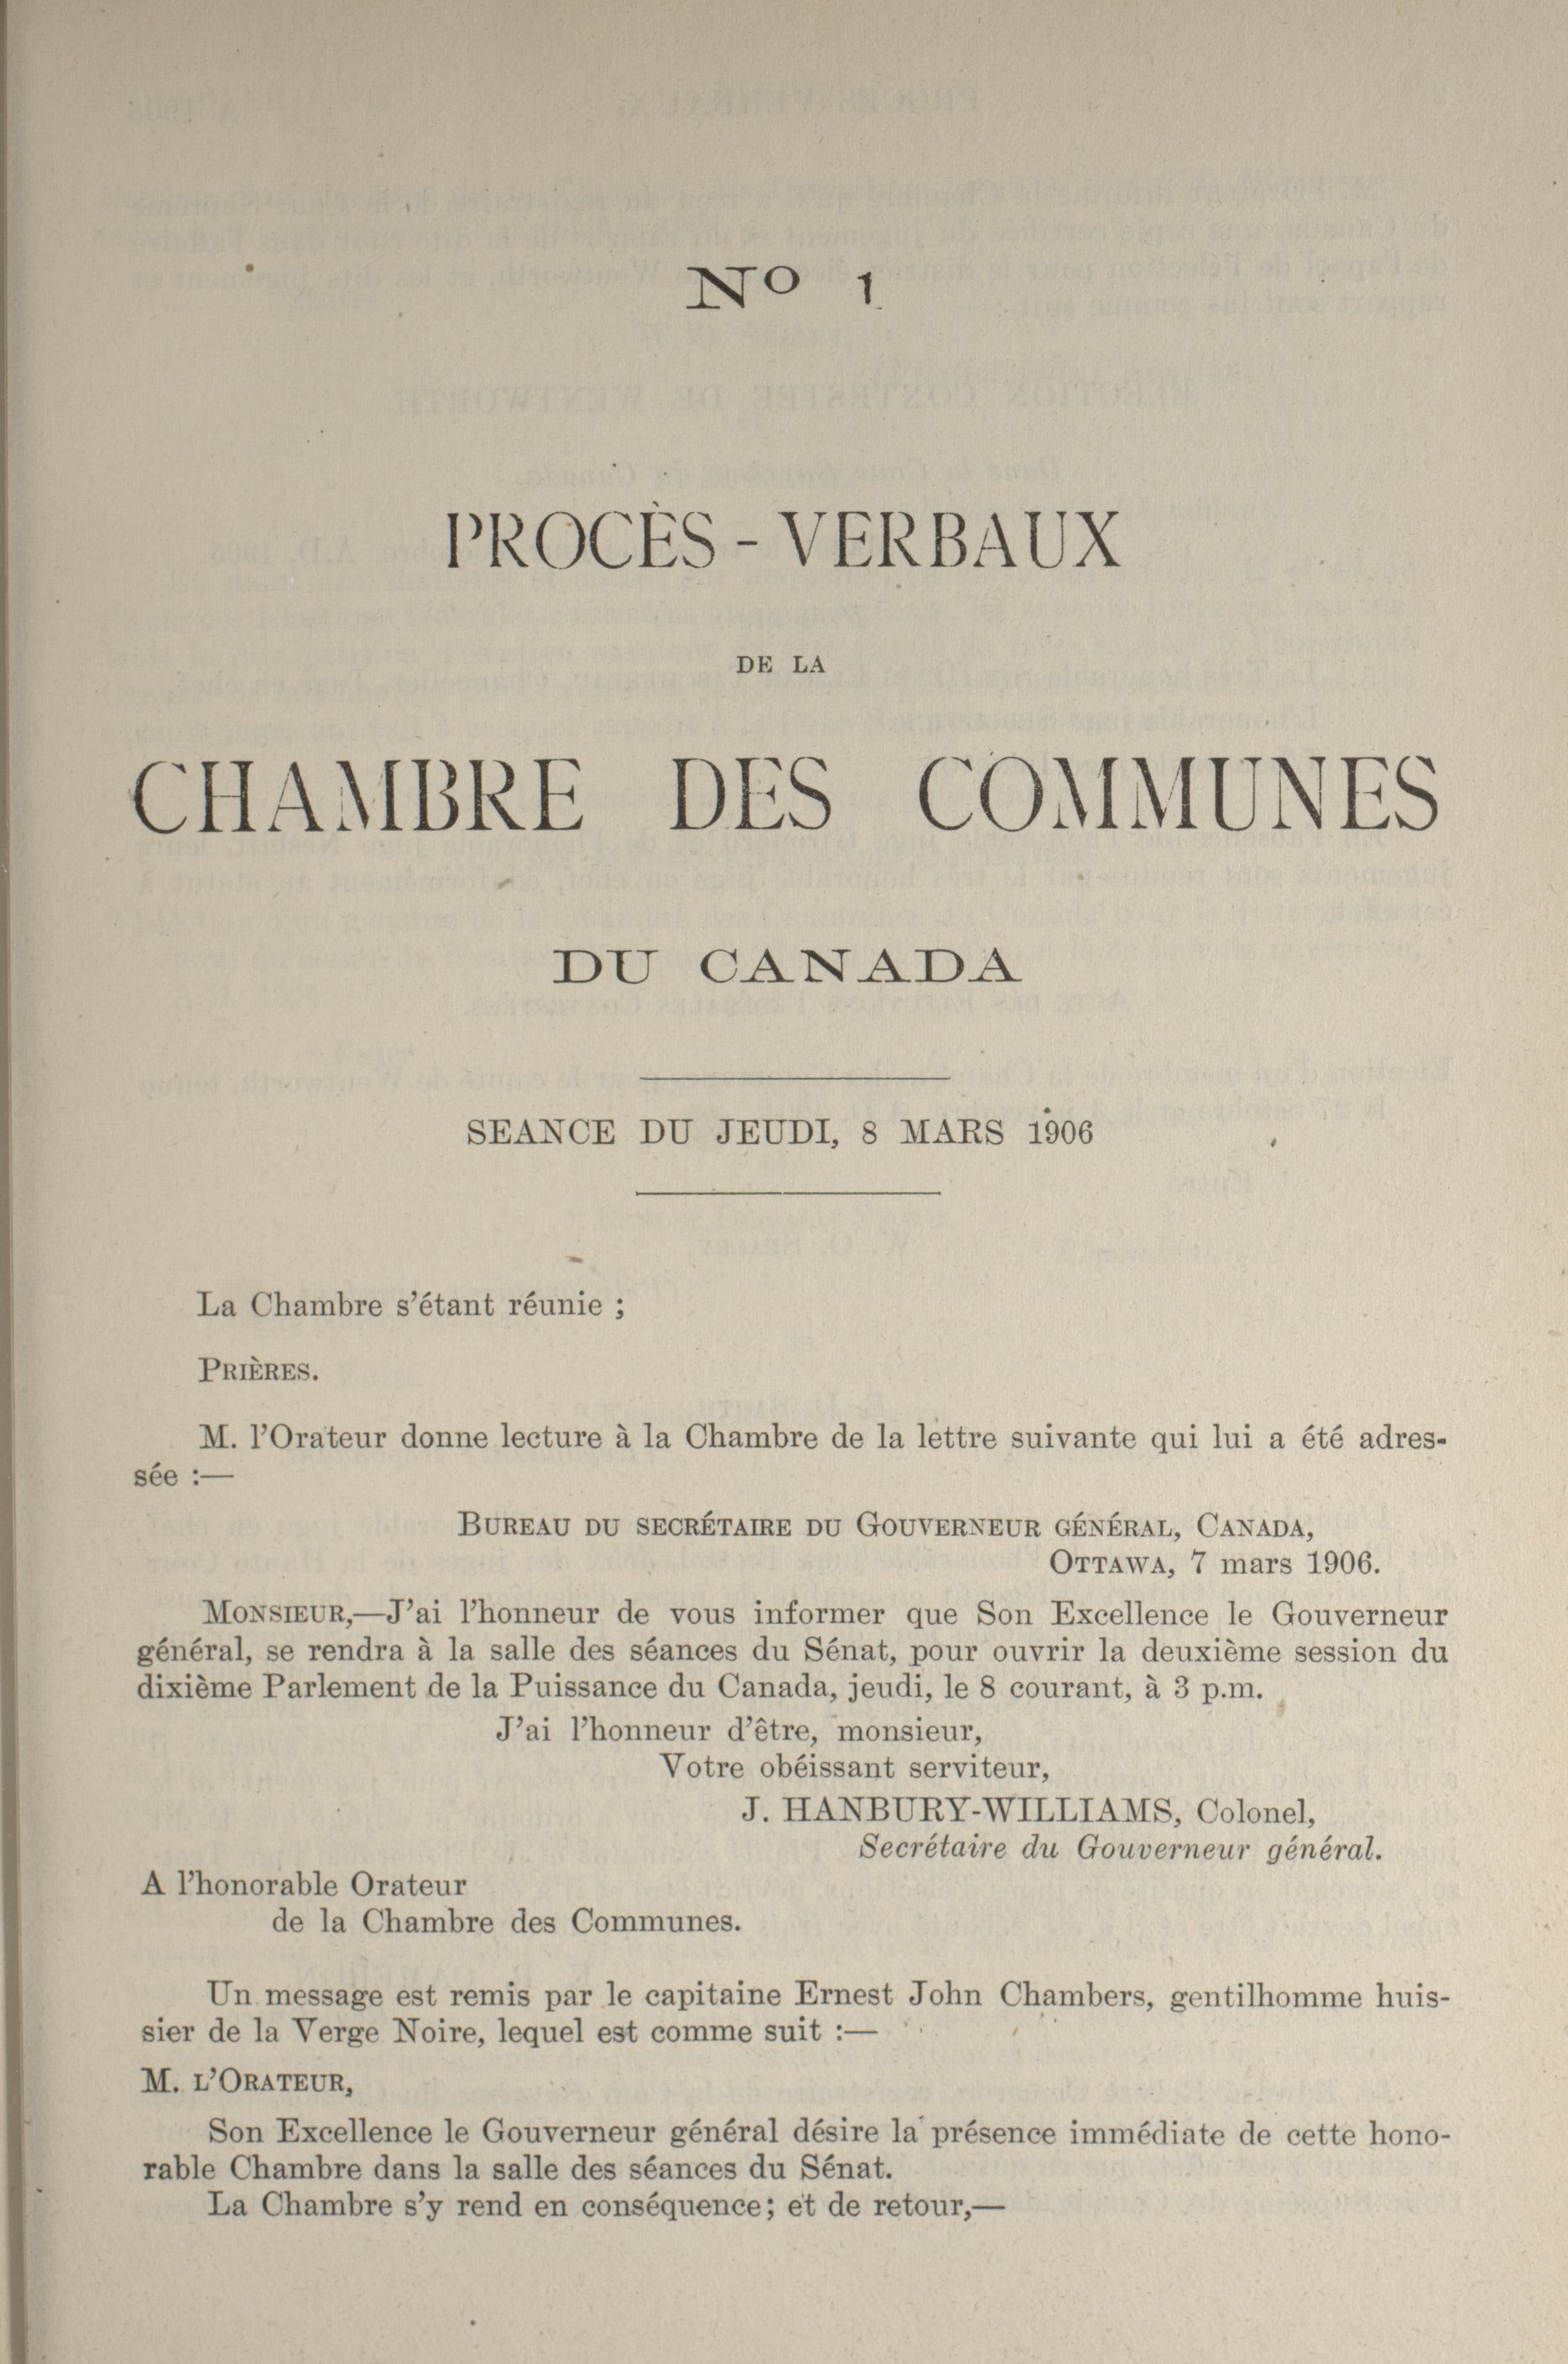 Nº 1
PROCÈS-VERBAUX
DE LA
CHAMBRE DES COMMUNES
DU CANADA
SEANCE DU JEUDI, 8 MARS 1906
La Chambre s'étant réunie ;
PRIÈRES.
M. l'Orateur donne lecture à la Chambre de la lettre suivante qui lui a été adres-
sée :—
BUREAU DU SECRÉTAIRE DU GOUVERNEUR GÉNÉRAL, CANADA,
OTTAWA, 7 mars 1906.
MONSIEUR,—J'ai l'honneur de vous informer que Son Excellence le Gouverneur
général, se rendra à la salle des séances du Sénat, pour ouvrir la deuxième session du
dixième Parlement de la Puissance du Canada, jeudi, le 8 courant, à 3 p.m.
J'ai l'honneur d'être, monsieur,
Votre obéissant serviteur,
J. HANBURY-WILLIAMS, Colonel,
Secrétaire du Gouverneur général.
A l'honorable Orateur
de la Chambre des Communes.
Un message est remis par le capitaine Ernest John Chambers, gentilhomme huis-
sier de la Verge Noire, lequel est comme suit :—
M. L'ORATEUR,
Son Excellence le Gouverneur général désire la présence immédiate de cette hono-
rable Chambre dans la salle des séances du Sénat.
La Chambre s'y rend en conséquence; et de retour,—